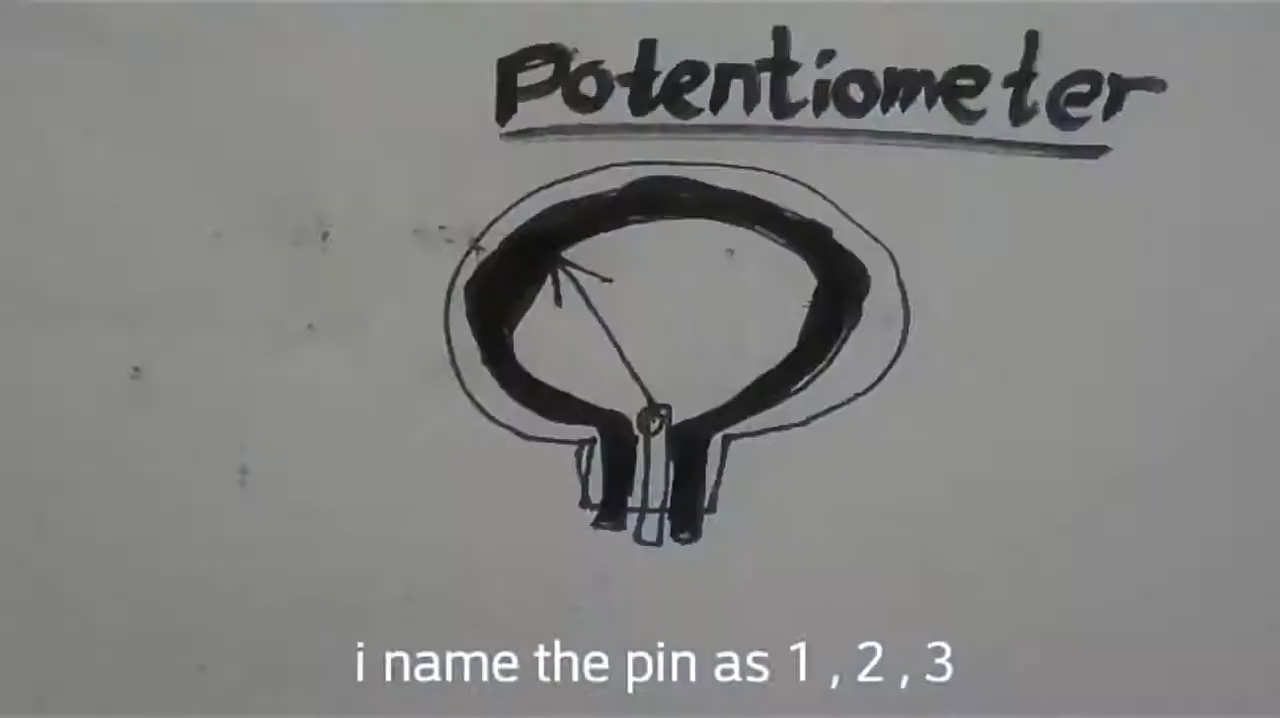 Potentiometer
i name the pin as 1 , 2 , 3